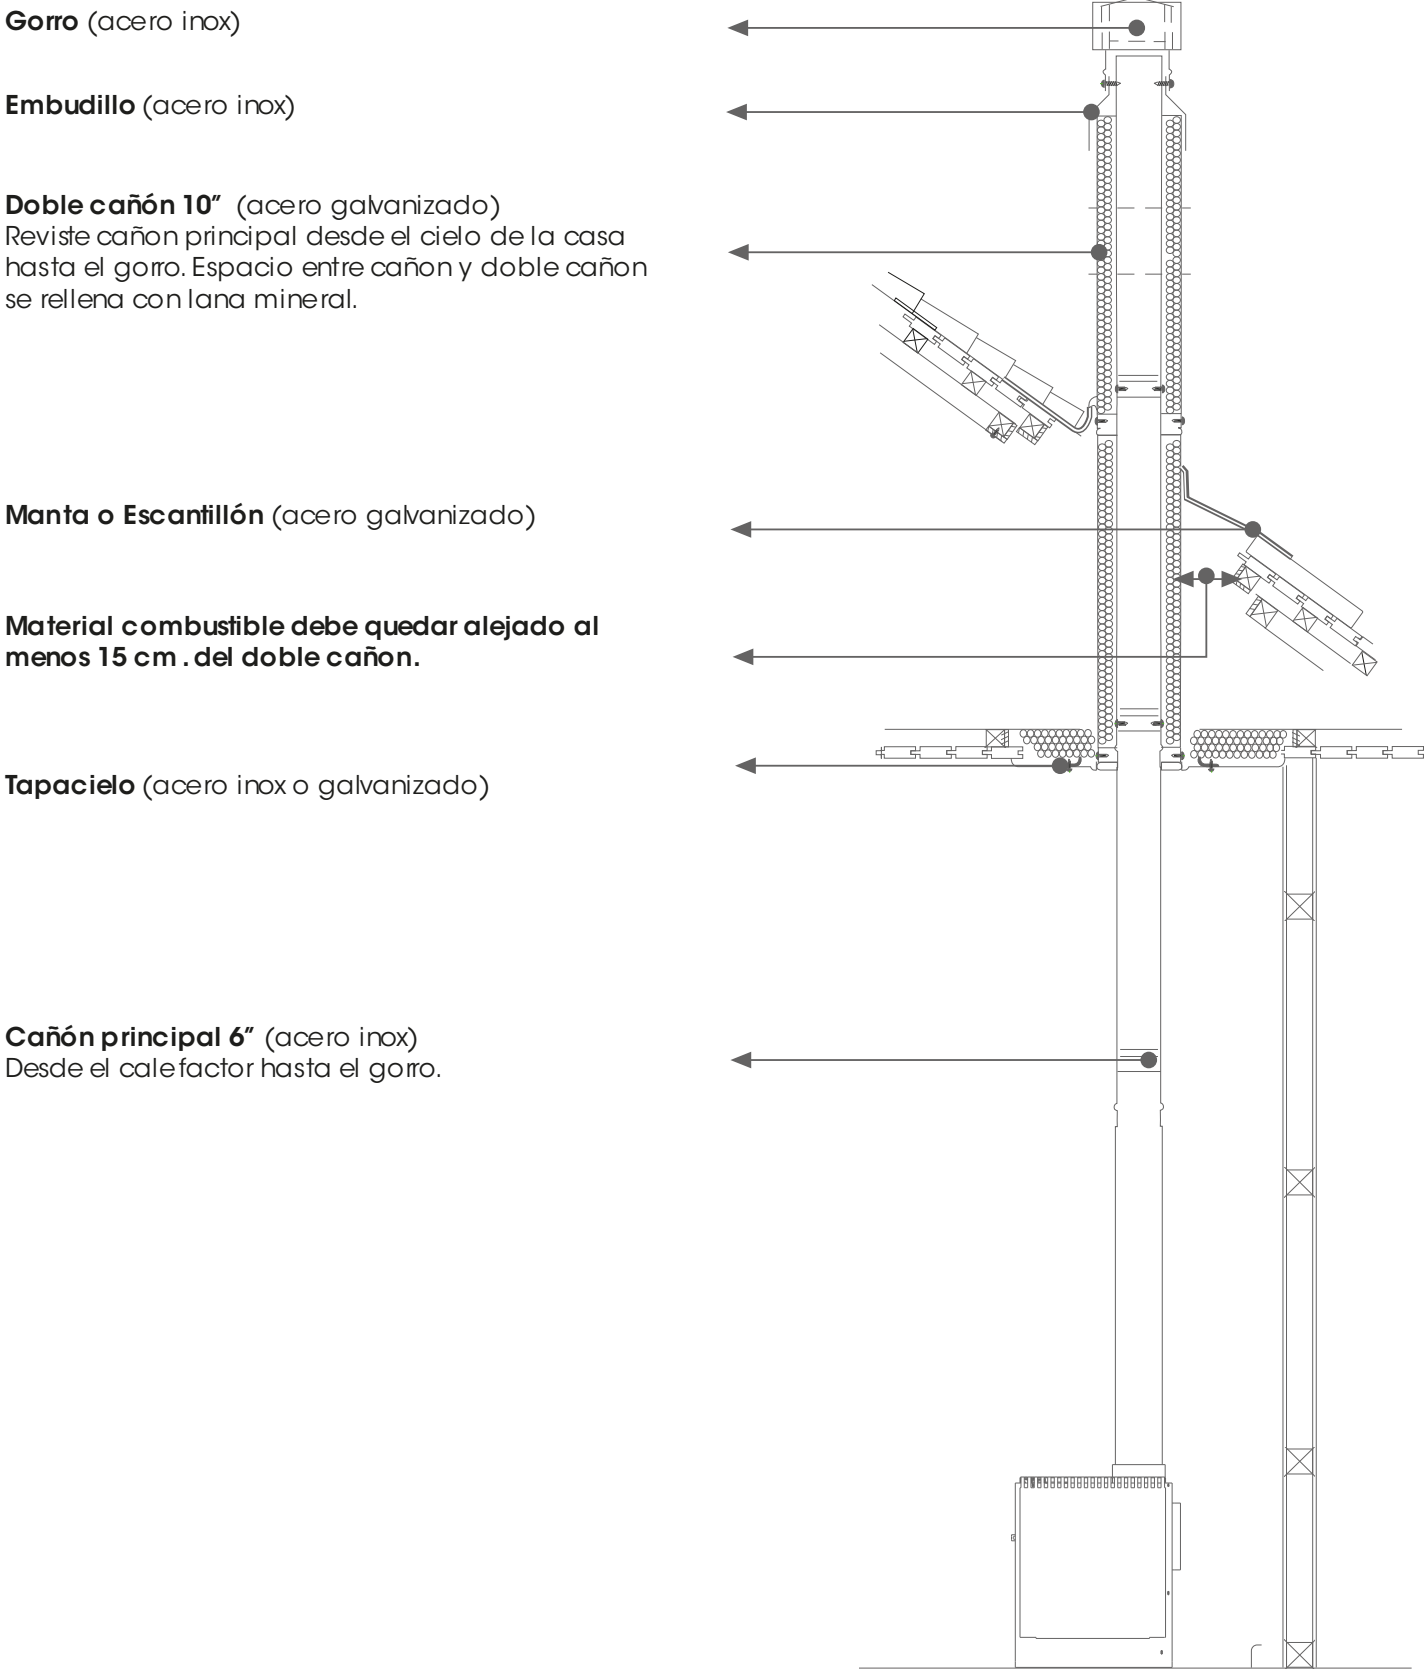 Gorro (acero inox)
Embudillo (acero inox)
Doble cañón 10” (acero galvanizado)
Reviste cañon principal desde el cielo de la casa
hasta el gorro. Espacio entre cañon y doble cañon
se rellena con lana mineral.
Manta o Escantillón (acero galvanizado)
Material combustible debe quedar alejado al
menos 15 cm . del doble cañon.
Tapacielo (acero inox o galvanizado)
Cañón principal 6” (acero inox)
Desde el calefactor hasta el gorro.